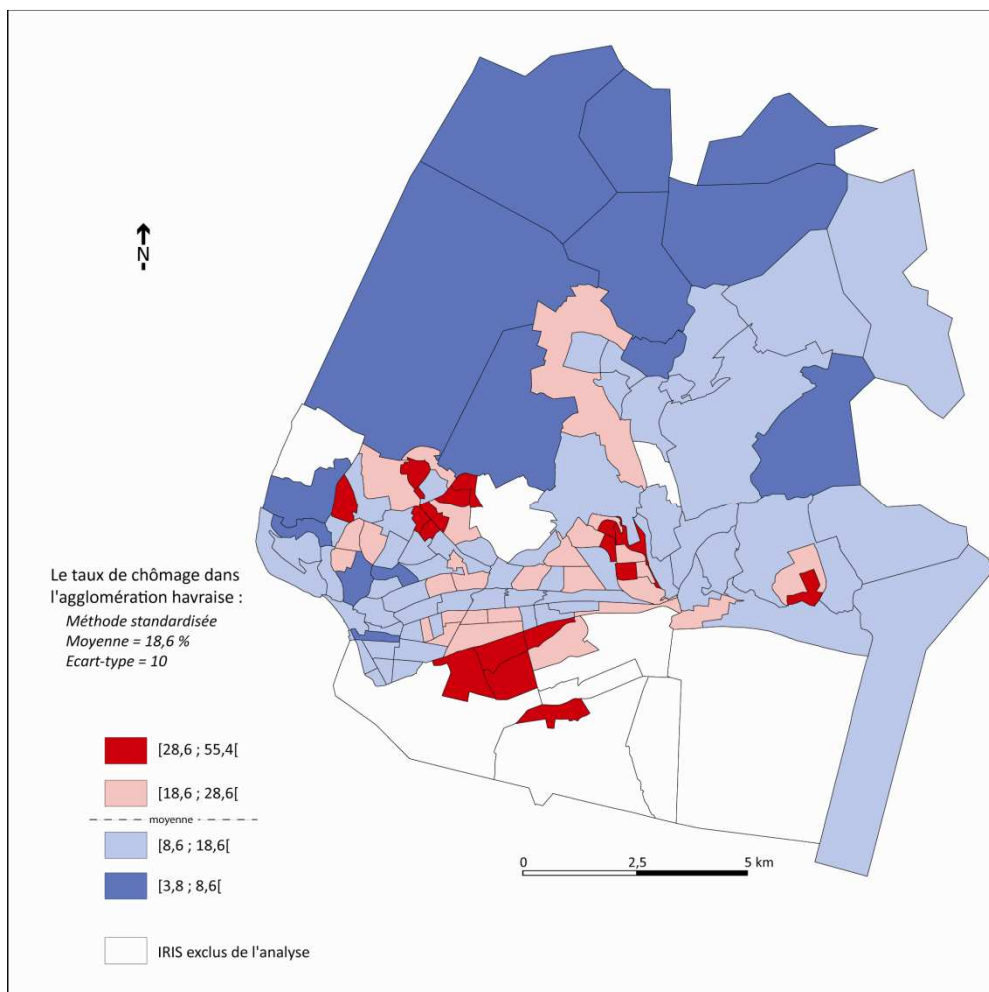 N
Le taux de chômage dans
l'agglomération havraise :
Méthode standardisée
Moyenne = 18,6 %
Ecart-type = 10
[28,6 ; 55,4[
[18,6 ; 28,6[
moyenne
[8,6 ; 18,6[
[3,8 ; 8,6[
IRIS exclus de l'analyse
0 2,5 5 km